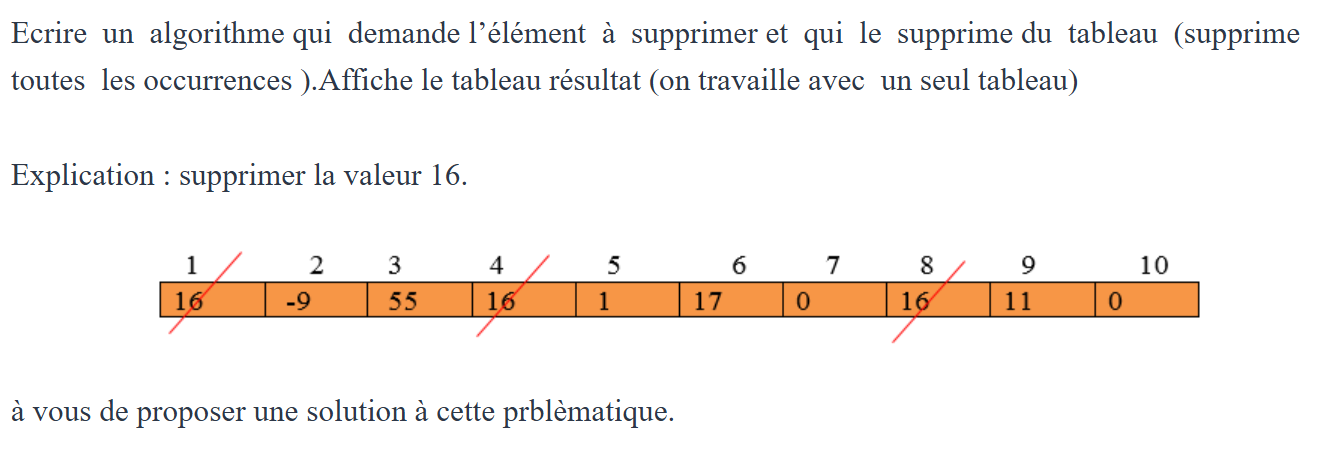 Ecrire un algorithme qui demande l’élément à supprimer et qui le supprime du tableau (supprime
toutes les occurrences ).Affiche le tableau résultat (on travaille avec un seul tableau)
Explication : supprimer la valeur 16.
1 2 3 4 5 6 7 8 9 10
16 -9 55 16 1 17 0 16 11 0
à vous de proposer une solution à cette prblèmatique.